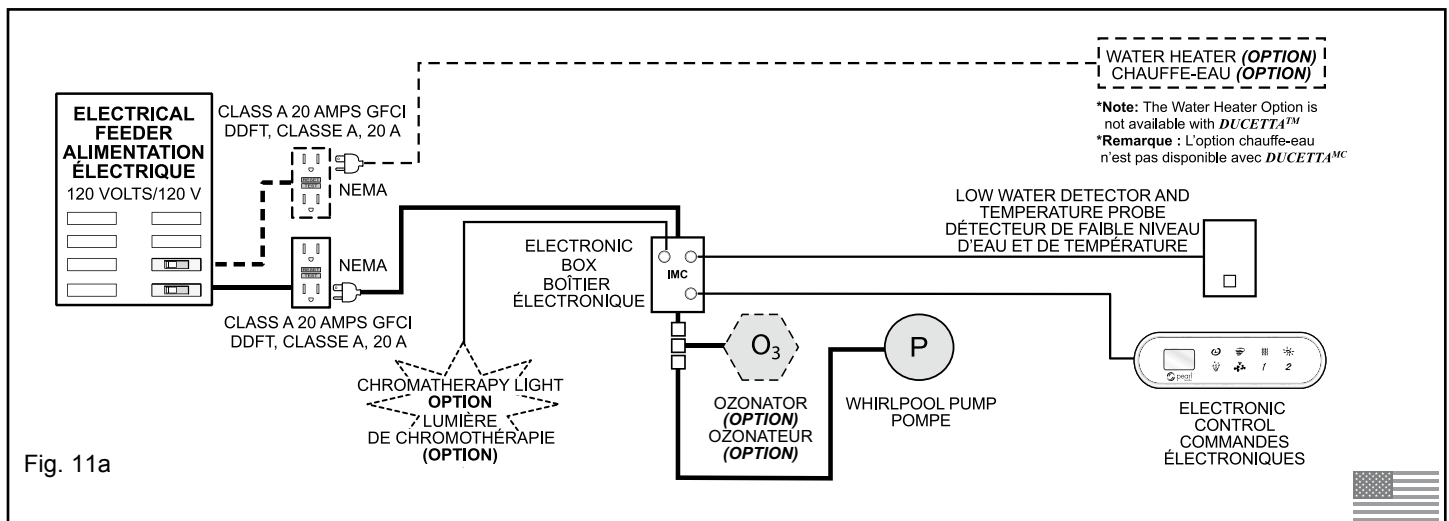 WATER HEATER (OPTION)
CHAUFFE-EAU (OPTION)
*Note: The Water Heater Option is
not available with DUCETTA™
*Remarque : L'option chauffe-eau
n'est pas disponible avec DUCETTAᴹᶜ
ELECTRICAL
FEEDER
ALIMENTATION
ÉLECTRIQUE
120 VOLTS/120 V
CLASS A 20 AMPS GFCI
DDFT, CLASSE A, 20 A
NEMA
NEMA
CLASS A 20 AMPS GFCI
DDFT, CLASSE A, 20 A
ELECTRONIC
BOX
BOÎTIER
ÉLECTRONIQUE
IMC
LOW WATER DETECTOR AND
TEMPERATURE PROBE
DÉTECTEUR DE FAIBLE NIVEAU
D'EAU ET DE TEMPÉRATURE
CHROMATHERAPY LIGHT
OPTION
LUMIÈRE
DE CHROMOTHÉRAPIE
(OPTION)
O₃
OZONATOR
(OPTION)
OZONATEUR
(OPTION)
P
WHIRLPOOL PUMP
POMPE
pearl
1 2
ELECTRONIC
CONTROL
COMMANDES
ÉLECTRONIQUES
Fig. 11a